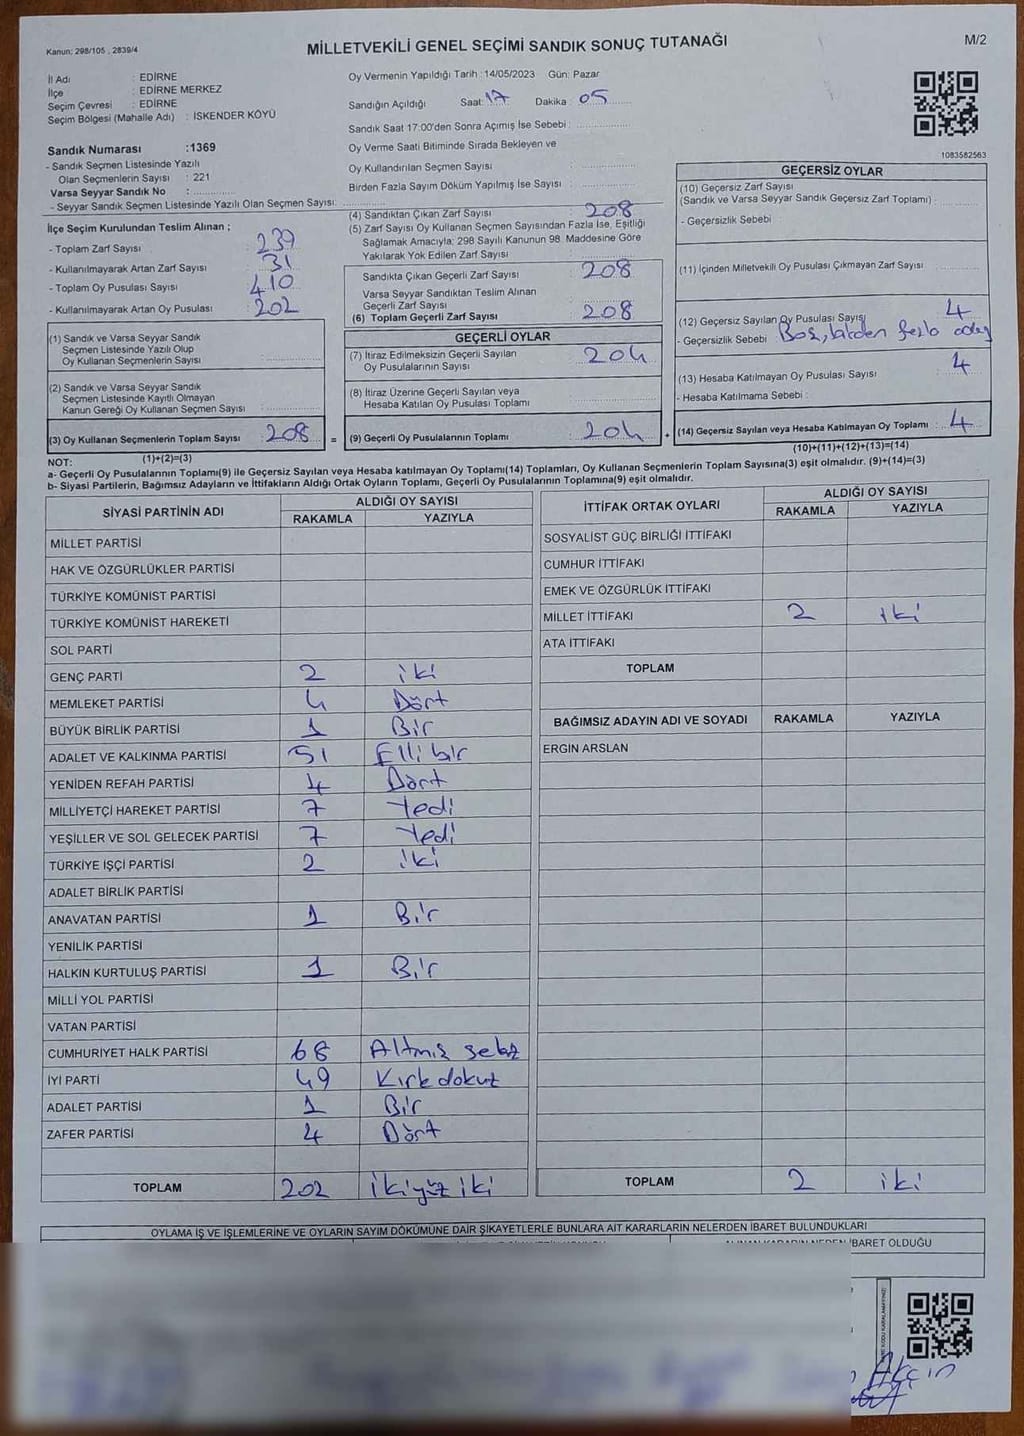 Kanun: 298/105 , 2839/4
MİLLETVEKİLİ GENEL SEÇİMİ SANDIK SONUÇ TUTANAĞI
M/2
İl Adı : EDİRNE
İlçe : EDİRNE MERKEZ
Seçim Çevresi : EDİRNE
Seçim Bölgesi (Mahalle Adı) : İSKENDER KÖYÜ
Sandık Numarası :1369
- Sandık Seçmen Listesinde Yazılı
Olan Seçmenlerin Sayısı : 221
Varsa Seyyar Sandık No :
- Seyyar Sandık Seçmen Listesinde Yazılı Olan Seçmen Sayısı:
Oy Vermenin Yapıldığı Tarih : 14/05/2023 Gün: Pazar
Sandığın Açıldığı Saat: 17 Dakika : 05
Sandık Saat 17:00'den Sonra Açımış İse Sebebi :
Oy Verme Saati Bitiminde Sırada Bekleyen ve
Oy Kullandırılan Seçmen Sayısı :
Birden Fazla Sayım Döküm Yapılmış İse Sayısı :
1083582563
İlçe Seçim Kurulundan Teslim Alınan ;
- Toplam Zarf Sayısı : 239
- Kullanılmayarak Artan Zarf Sayısı : 31
- Toplam Oy Pusulası Sayısı : 410
- Kullanılmayarak Artan Oy Pusulası : 202
(1) Sandık ve Varsa Seyyar Sandık
Seçmen Listesinde Yazılı Olup
Oy Kullanan Seçmenlerin Sayısı :
(2) Sandık ve Varsa Seyyar Sandık
Seçmen Listesinde Kayıtlı Olmayan
Kanun Gereği Oy Kullanan Seçmen Sayısı :
(3) Oy Kullanan Seçmenlerin Toplam Sayısı : 208 =
(1)+(2)=(3)
(4) Sandıktan Çıkan Zarf Sayısı : 208
(5) Zarf Sayısı Oy Kullanan Seçmen Sayısından Fazla İse, Eşitliği
Sağlamak Amacıyla; 298 Sayılı Kanunun 98. Maddesine Göre
Yakılarak Yok Edilen Zarf Sayısı :
Sandıkta Çıkan Geçerli Zarf Sayısı : 208
Varsa Seyyar Sandıktan Teslim Alınan
Geçerli Zarf Sayısı :
(6) Toplam Geçerli Zarf Sayısı : 208
GEÇERLİ OYLAR
(7) İtiraz Edilmeksizin Geçerli Sayılan
Oy Pusulalarının Sayısı : 204
(8) İtiraz Üzerine Geçerli Sayılan veya
Hesaba Katılan Oy Pusulası Toplamı :
(9) Geçerli Oy Pusulalarının Toplamı : 204 +
GEÇERSİZ OYLAR
(10) Geçersiz Zarf Sayısı
(Sandık ve Varsa Seyyar Sandık Geçersiz Zarf Toplamı) :
- Geçersizlik Sebebi :
(11) İçinden Milletvekili Oy Pusulası Çıkmayan Zarf Sayısı :
(12) Geçersiz Sayılan Oy Pusulası Sayısı : 4
- Geçersizlik Sebebi : Boş, birden fazla aday
(13) Hesaba Katılmayan Oy Pusulası Sayısı : 4
- Hesaba Katılmama Sebebi :
(14) Geçersiz Sayılan veya Hesaba Katılmayan Oy Toplamı : 4
(10)+(11)+(12)+(13)=(14)
NOT:
a- Geçerli Oy Pusulalarının Toplamı(9) ile Geçersiz Sayılan veya Hesaba katılmayan Oy Toplamı(14) Toplamları, Oy Kullanan Seçmenlerin Toplam Sayısına(3) eşit olmalıdır. (9)+(14)=(3)
b- Siyasi Partilerin, Bağımsız Adayların ve İttifakların Aldığı Ortak Oyların Toplamı, Geçerli Oy Pusulalarının Toplamına(9) eşit olmalıdır.
SİYASİ PARTİNİN ADI ALDIĞI OY SAYISI
RAKAMLA YAZIYLA
MİLLET PARTİSİ
HAK VE ÖZGÜRLÜKLER PARTİSİ
TÜRKİYE KOMÜNİST PARTİSİ
TÜRKİYE KOMÜNİST HAREKETİ
SOL PARTİ
GENÇ PARTİ 2 iki
MEMLEKET PARTİSİ 4 Dört
BÜYÜK BİRLİK PARTİSİ 1 Bir
ADALET VE KALKINMA PARTİSİ 51 Elli bir
YENİDEN REFAH PARTİSİ 4 Dört
MİLLİYETÇİ HAREKET PARTİSİ 7 Yedi
YEŞİLLER VE SOL GELECEK PARTİSİ 7 Yedi
TÜRKİYE İŞÇİ PARTİSİ 2 iki
ADALET BİRLİK PARTİSİ
ANAVATAN PARTİSİ 1 Bir
YENİLİK PARTİSİ
HALKIN KURTULUŞ PARTİSİ 1 Bir
MİLLİ YOL PARTİSİ
VATAN PARTİSİ
CUMHURİYET HALK PARTİSİ 68 Altmış sekiz
İYİ PARTİ 49 Kırk dokuz
ADALET PARTİSİ 1 Bir
ZAFER PARTİSİ 4 Dört
TOPLAM 202 İkiyüz iki
İTTİFAK ORTAK OYLARI ALDIĞI OY SAYISI
RAKAMLA YAZIYLA
SOSYALİST GÜÇ BİRLİĞİ İTTİFAKI
CUMHUR İTTİFAKI
EMEK VE ÖZGÜRLÜK İTTİFAKI
MİLLET İTTİFAKI 2 iki
ATA İTTİFAKI
TOPLAM
BAĞIMSIZ ADAYIN ADI VE SOYADI RAKAMLA YAZIYLA
ERGIN ARSLAN
TOPLAM 2 iki
OYLAMA İŞ VE İŞLEMLERİNE VE OYLARIN SAYIM DÖKÜMÜNE DAİR ŞİKAYETLERLE BUNLARA AİT KARARLARIN NELERDEN İBARET BULUNDUKLARI
İBARET OLDUĞU